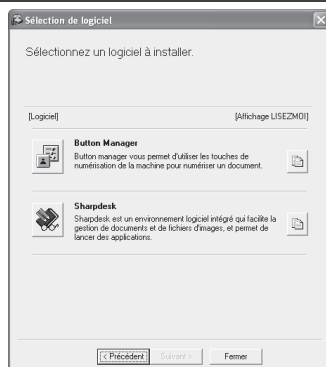 Sélection de logiciel
Sélectionnez un logiciel à installer.
[Logiciel] [Affichage LISEZMOI]
Button Manager
Button manager vous permet d'utiliser les touches de
numérisation de la machine pour numériser un document.
Sharpdesk
Sharpdesk est un environnement logiciel intégré qui facilite la
gestion de documents et de fichiers d'images, et permet de
lancer des applications.
< Précédent Suivant > Fermer